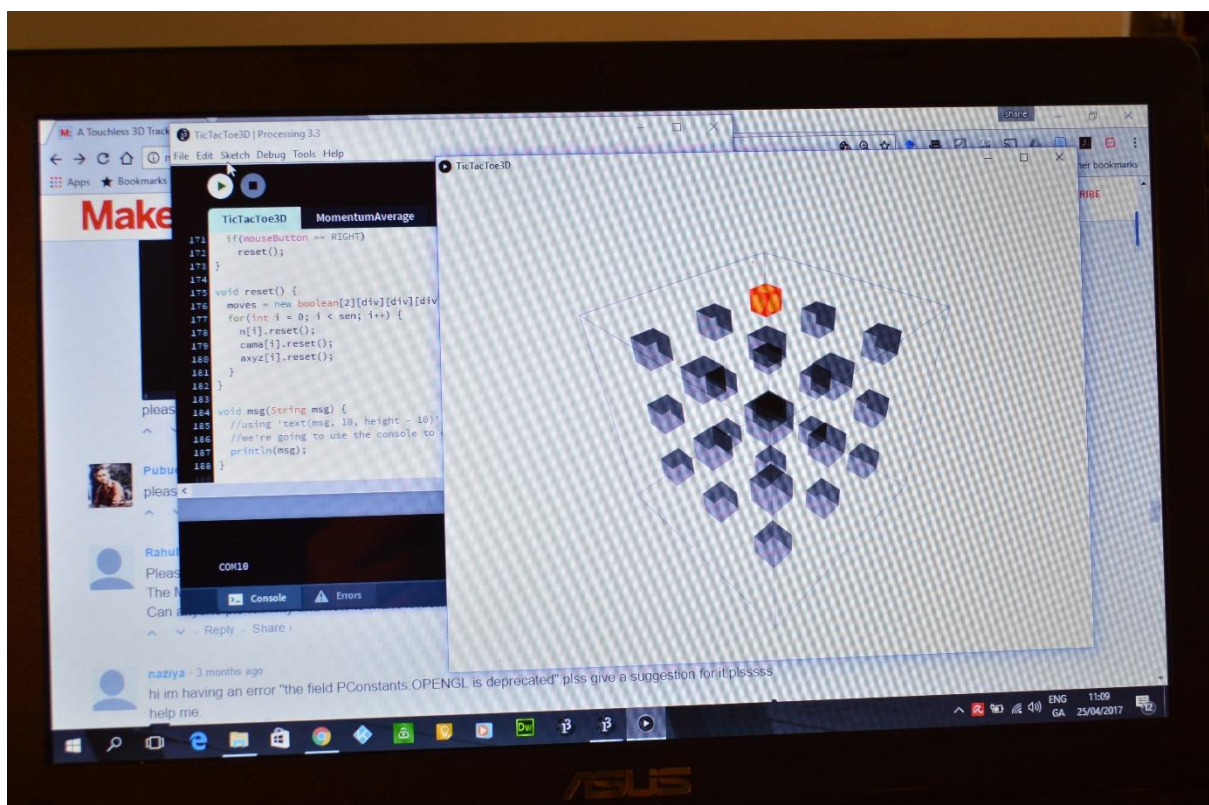 A Touchless 3D Track
TicTacToe3D | Processing 3.3
share
File Edit Sketch Debug Tools Help
TicTacToe3D
Apps Bookmarks
her bookmarks
Make
RIBE
TicTacToe3D MomentumAverage
171 if(mouseButton == RIGHT)
172 reset();
173 }
174
175 void reset() {
176 moves = new boolean[2][div][div][div
177 for(int i = 0; i < sen; i++) {
178 n[i].reset();
179 cama[i].reset();
180 axyz[i].reset();
181 }
182 }
183
184 void msg(String msg) {
185 //using 'text(msg, 10, height - 10)'
186 //we're going to use the console to
187 println(msg);
188 }
pleas
Pubu
pleas
Rahul
Pleas
The N
Can a
COM10
Console Errors
Reply Share ›
naziya 3 months ago
hi im having an error "the field PConstants.OPENGL is deprecated" plss give a suggestion for it plsssss
help me.
Dw
ENG 11:09
GA 25/04/2017
12
ASUS